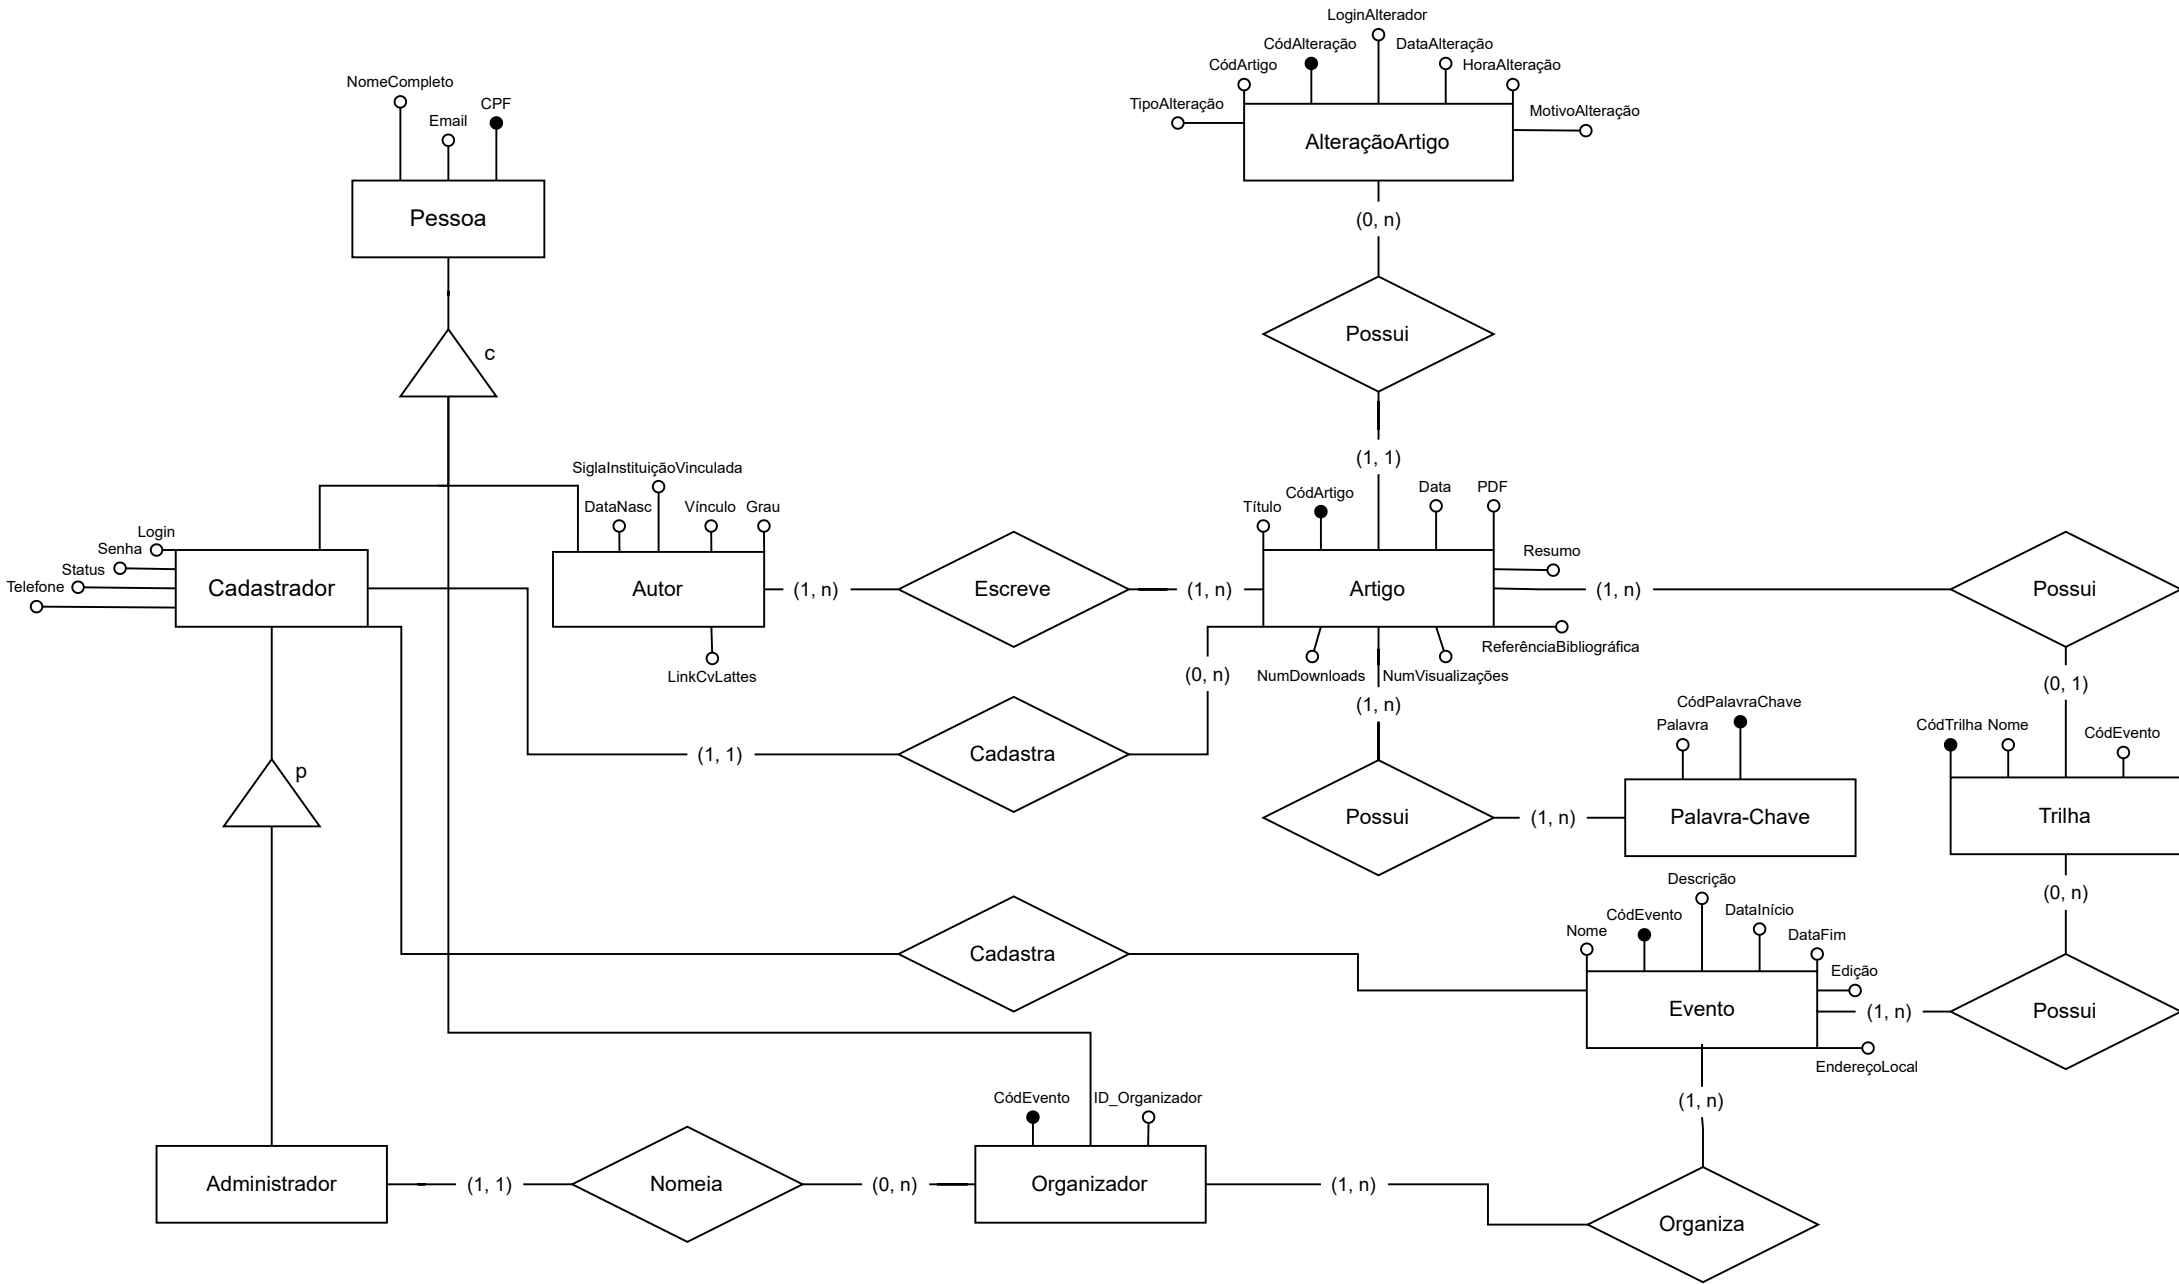 LoginAlterador
CódAlteração
DataAlteração
CódArtigo
HoraAlteração
TipoAlteração
MotivoAlteração
AlteraçãoArtigo
NomeCompleto
CPF
Email
Pessoa
(0, n)
Possui
c
(1, 1)
SiglaInstituiçãoVinculada
DataNasc
Vínculo
Grau
Título
CódArtigo
Data
PDF
Login
Senha
Status
Telefone
Cadastrador
Autor
(1, n)
Escreve
(1, n)
Artigo
Resumo
(1, n)
Possui
ReferênciaBibliográfica
LinkCvLattes
(0, n)
NumDownloads
NumVisualizações
(0, 1)
(1, n)
CódPalavraChave
Palavra
CódTrilha
Nome
CódEvento
(1, 1)
Cadastra
p
Possui
(1, n)
Palavra-Chave
Trilha
Descrição
(0, n)
CódEvento
DataInício
Nome
DataFim
Cadastra
Edição
Evento
(1, n)
Possui
EndereçoLocal
CódEvento
ID_Organizador
(1, n)
Administrador
(1, 1)
Nomeia
(0, n)
Organizador
(1, n)
Organiza